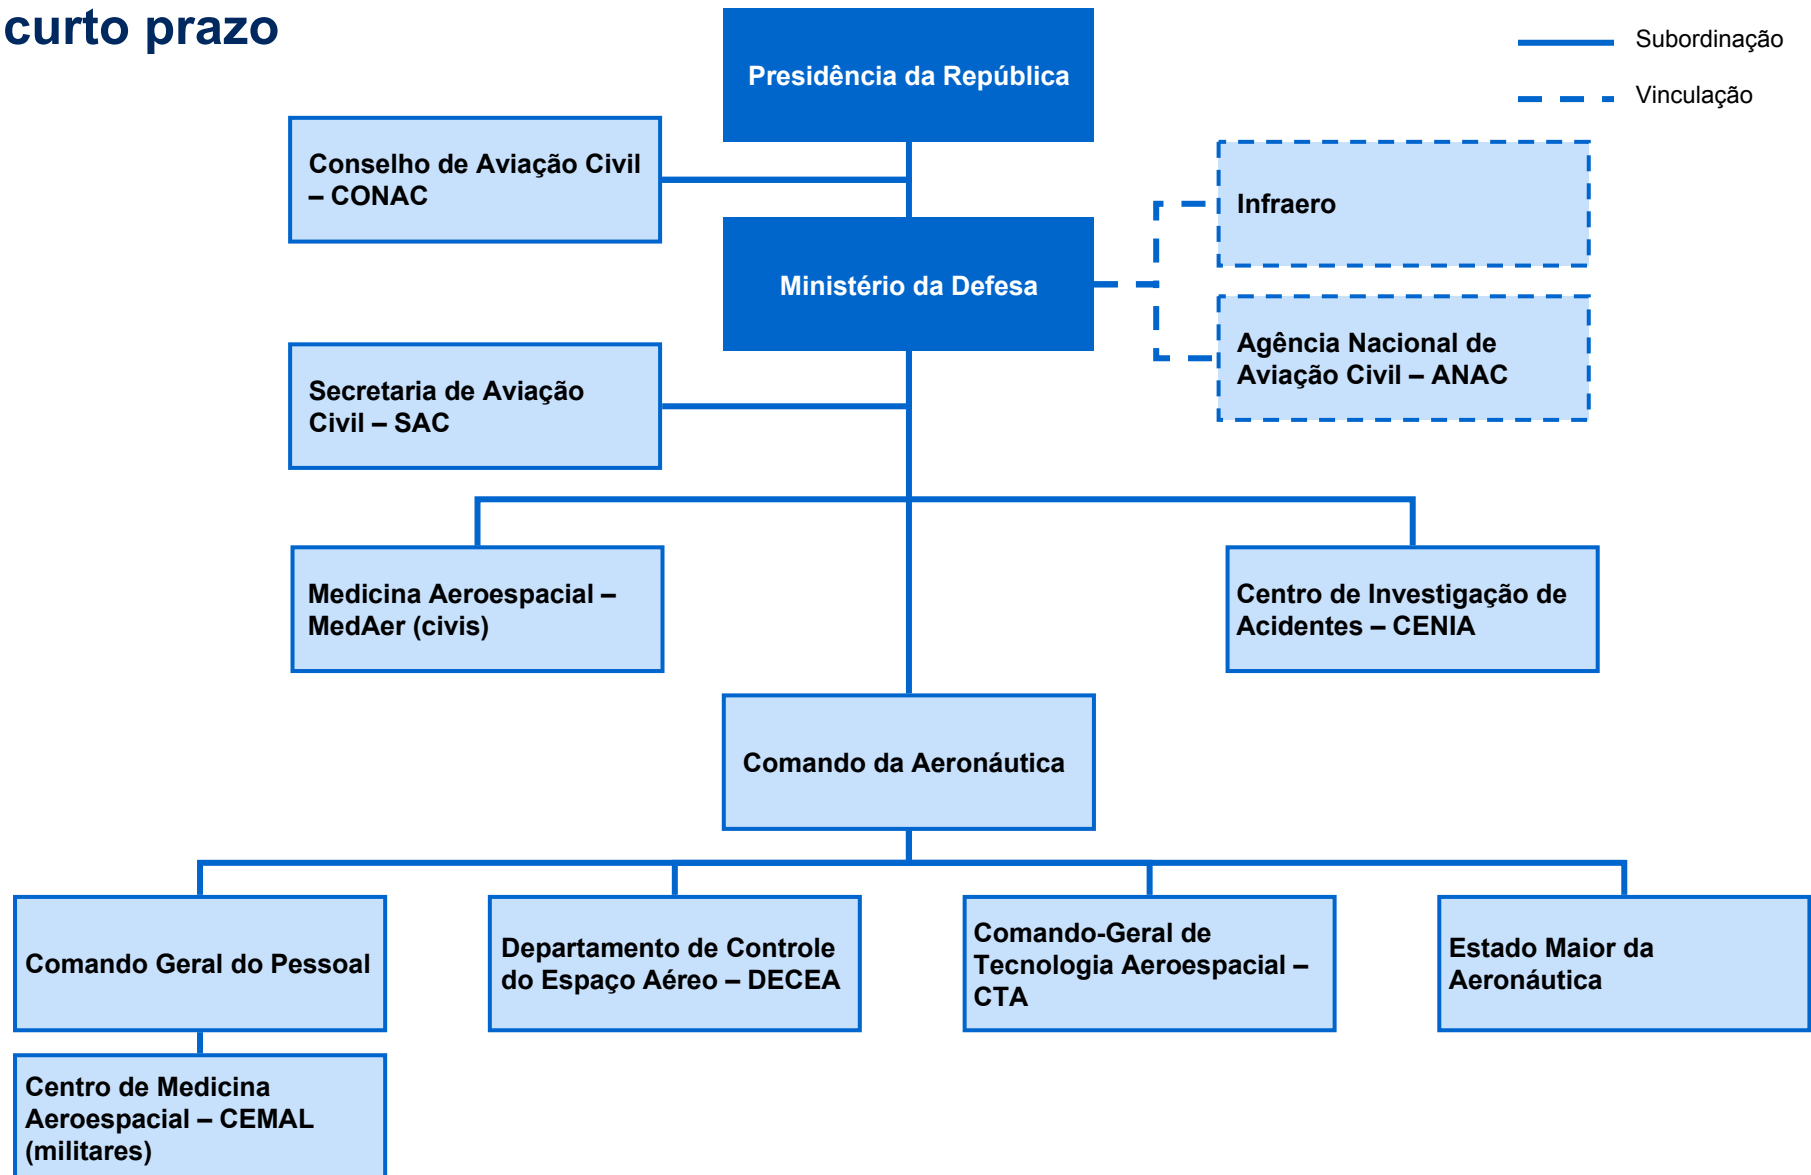 curto prazo
Presidência da República
Subordinação
Vinculação
Conselho de Aviação Civil
– CONAC
Infraero
Ministério da Defesa
Agência Nacional de
Aviação Civil – ANAC
Secretaria de Aviação
Civil – SAC
Medicina Aeroespacial –
MedAer (civis)
Centro de Investigação de
Acidentes – CENIA
Comando da Aeronáutica
Comando Geral do Pessoal
Departamento de Controle
do Espaço Aéreo – DECEA
Comando-Geral de
Tecnologia Aeroespacial –
CTA
Estado Maior da
Aeronáutica
Centro de Medicina
Aeroespacial – CEMAL
(militares)